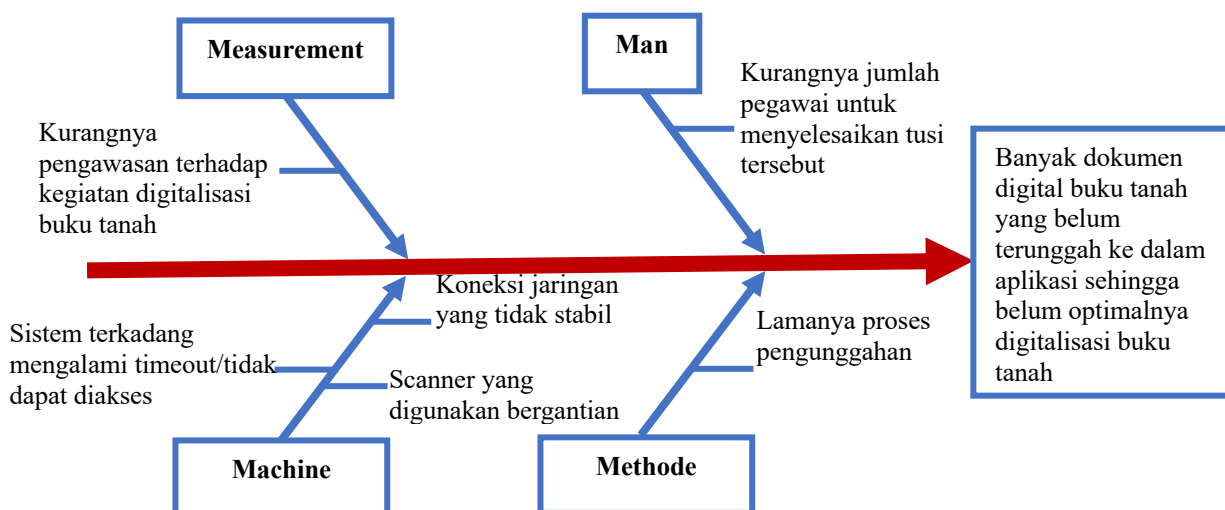 Measurement
Man
Kurangnya jumlah
pegawai untuk
menyelesaikan tusi
tersebut
Kurangnya
pengawasan terhadap
kegiatan digitalisasi
buku tanah
Banyak dokumen
digital buku tanah
yang belum
terunggah ke dalam
aplikasi sehingga
belum optimalnya
digitalisasi buku
tanah
Koneksi jaringan
yang tidak stabil
Sistem terkadang
mengalami timeout/tidak
dapat diakses
Scanner yang
digunakan bergantian
Lamanya proses
pengunggahan
Machine
Methode